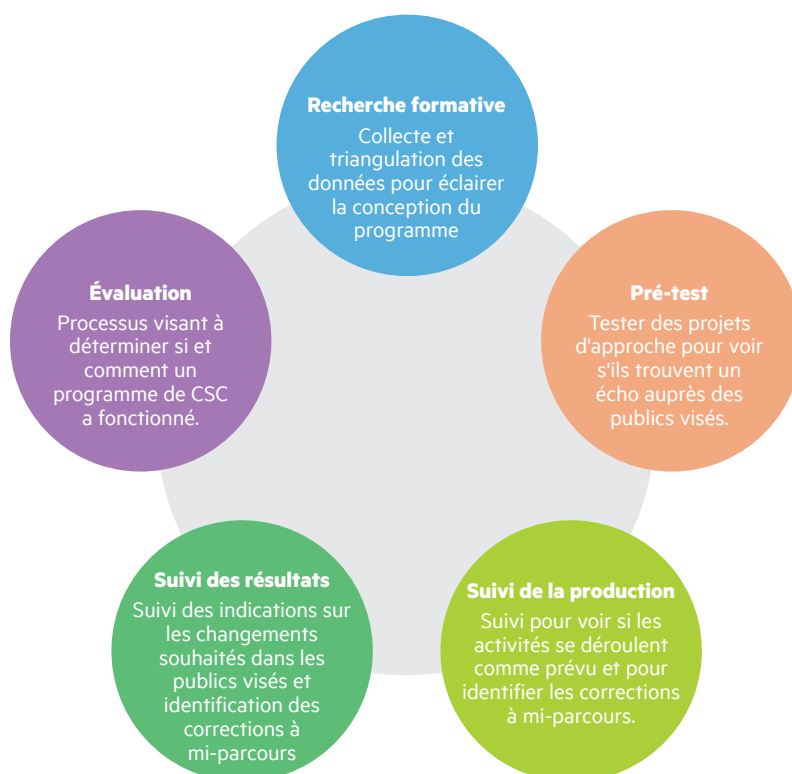 Recherche formative
Collecte et
triangulation des
données pour éclairer
la conception du
programme
Pré-test
Tester des projets
d'approche pour voir
s'ils trouvent un
écho auprès des
publics visés.
Suivi de la production
Suivi pour voir si les
activités se déroulent
comme prévu et pour
identifier les corrections
à mi-parcours.
Suivi des résultats
Suivi des indications sur
les changements
souhaités dans les
publics visés et
identification des
corrections à
mi-parcours
Évaluation
Processus visant à
déterminer si et
comment un
programme de CSC
a fonctionné.